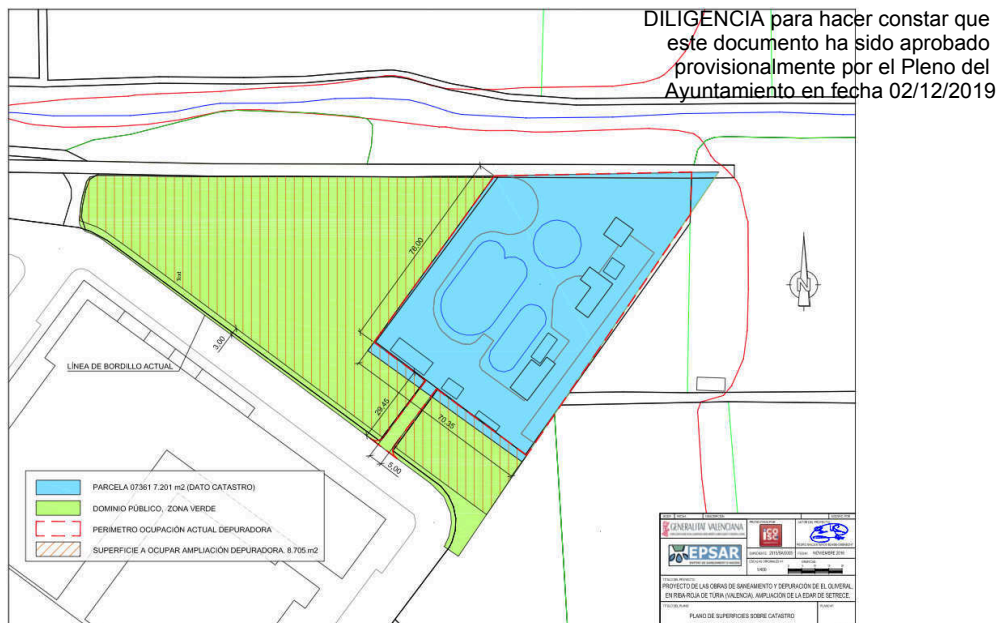 DILIGENCIA para hacer constar que
este documento ha sido aprobado
provisionalmente por el Pleno del
Ayuntamiento en fecha 02/12/2019
76,00
3,00
LÍNEA DE BORDILLO ACTUAL
29,45
70,35
5,00
N
PARCELA 07361 7.201 m2 (DATO CATASTRO)
DOMINIO PÚBLICO, ZONA VERDE
PERÍMETRO OCUPACIÓN ACTUAL DEPURADORA
SUPERFICIE A OCUPAR AMPLIACIÓN DEPURADORA 8.705 m2
GENERALITAT VALENCIANA
EPSAR
NOVIEMBRE
PROYECTO DE LAS OBRAS DE SANEAMIENTO Y DEPURACIÓN DE EL OLIVERAL,
EN RIBA-ROJA DE TÚRIA (VALENCIA). AMPLIACIÓN DE LA EDAR DE SETRECE.
PLANO DE SUPERFICIES SOBRE CATASTRO